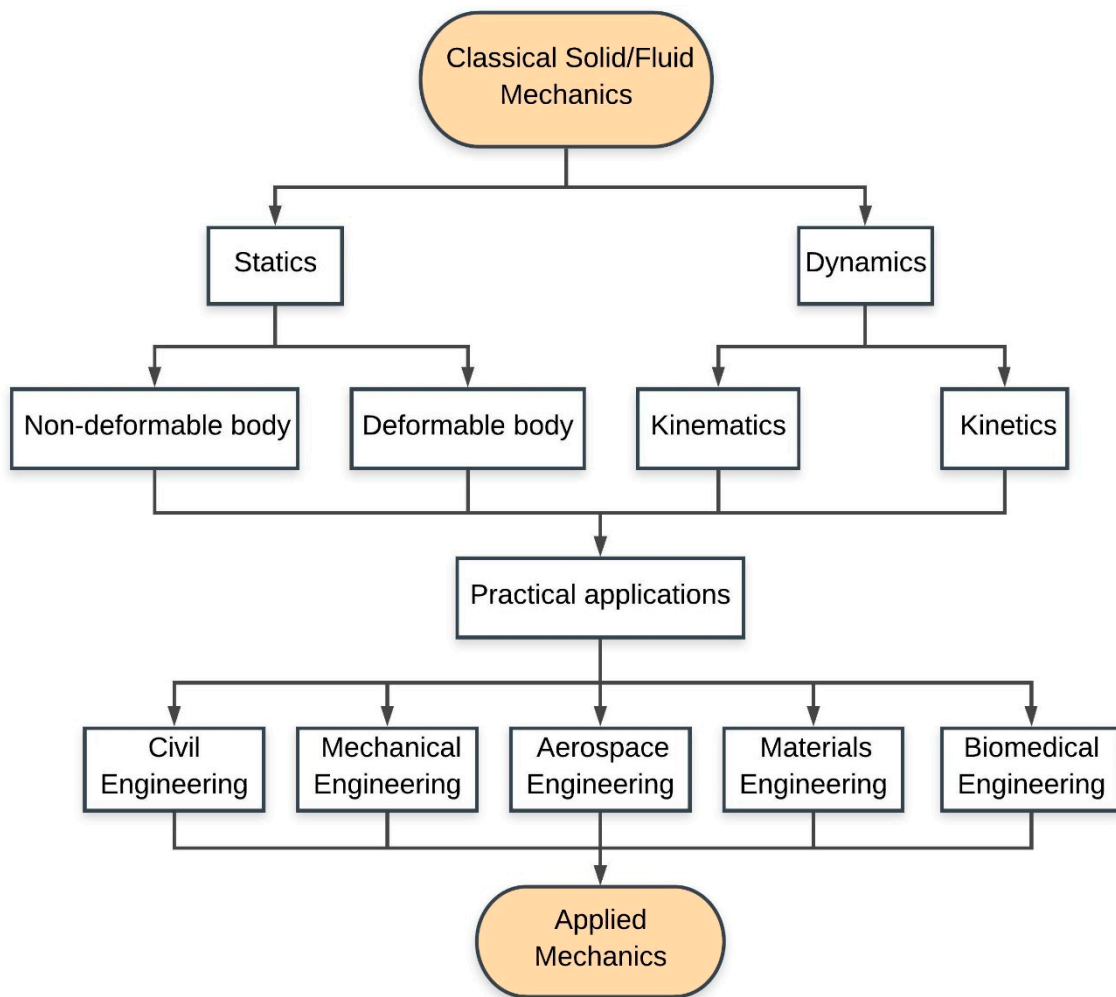 Classical Solid/Fluid
Mechanics
Statics
Dynamics
Non-deformable body
Deformable body
Kinematics
Kinetics
Practical applications
Civil
Engineering
Mechanical
Engineering
Aerospace
Engineering
Materials
Engineering
Biomedical
Engineering
Applied
Mechanics